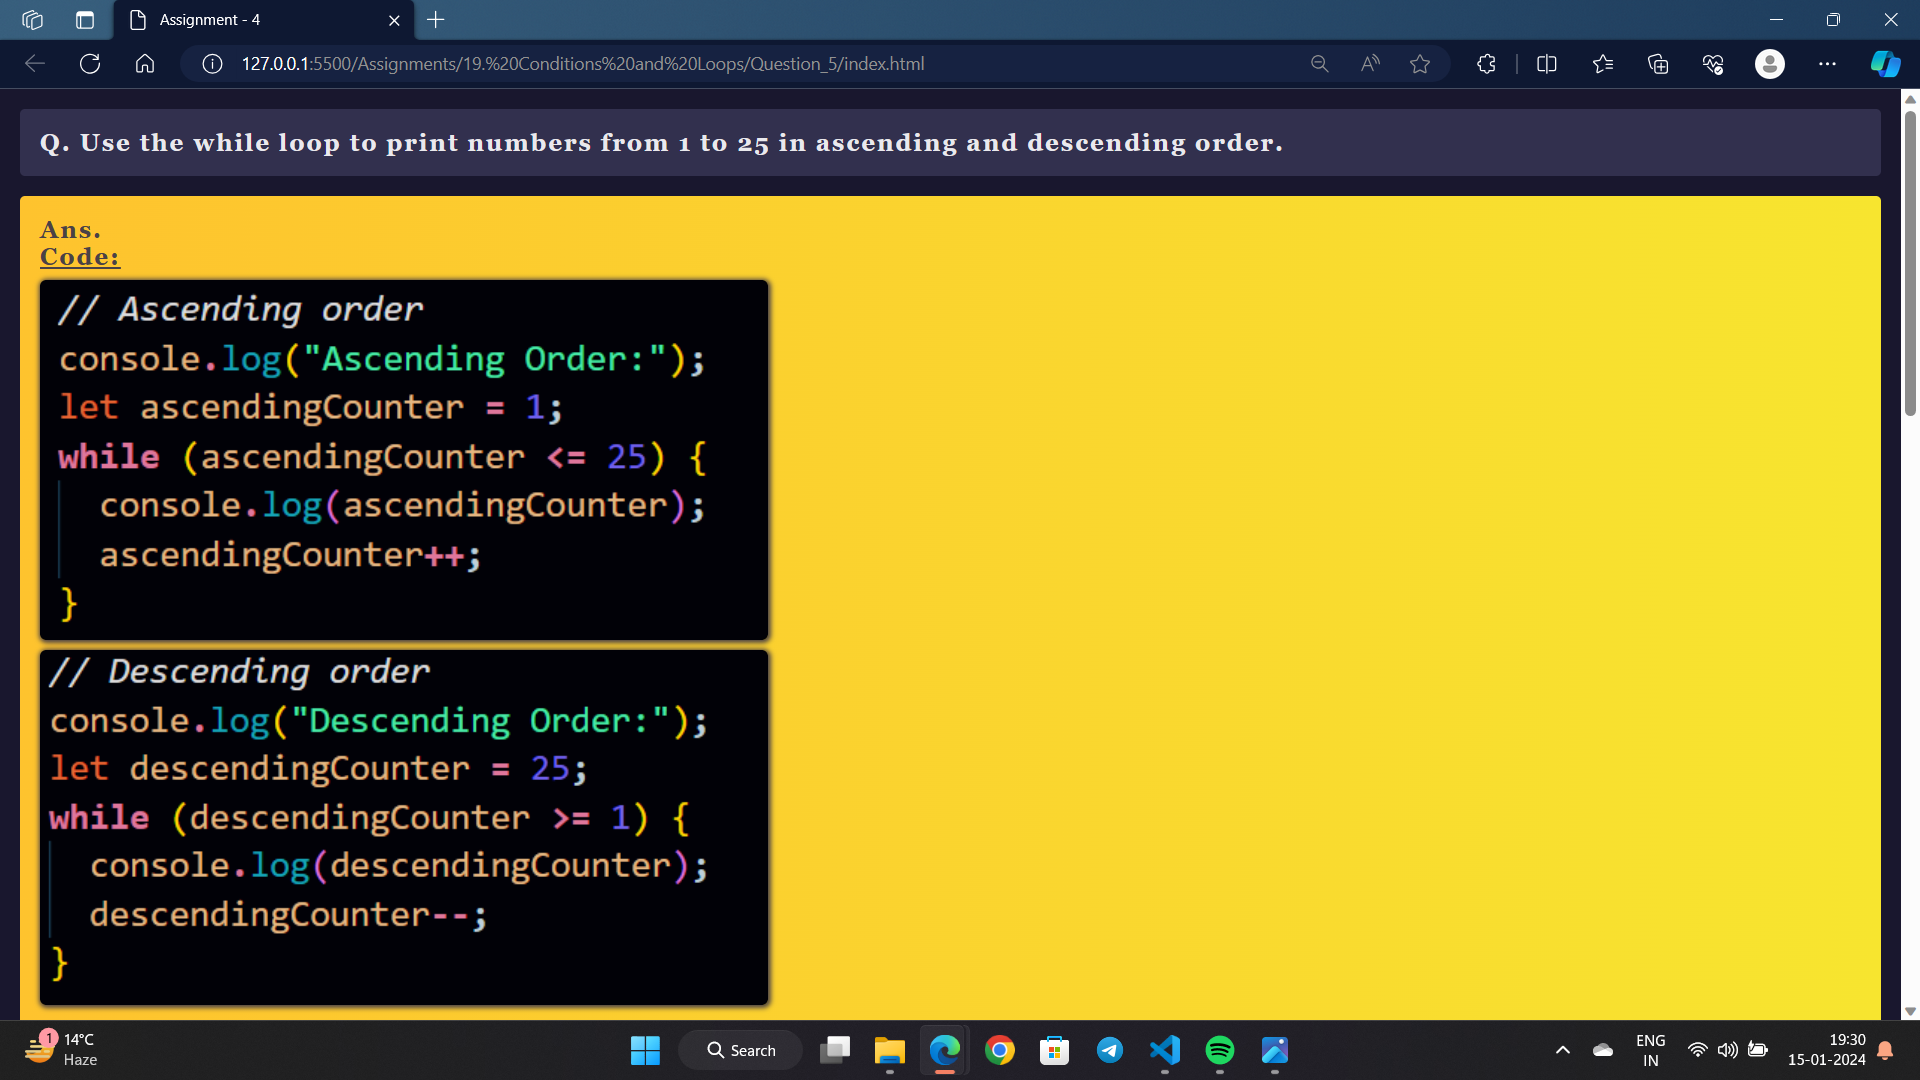 Assignment - 4
127.0.0.1:5500/Assignments/19.%20Conditions%20and%20Loops/Question_5/index.html
Q. Use the while loop to print numbers from 1 to 25 in ascending and descending order.
Ans.
Code:
// Ascending order
console.log("Ascending Order:");
let ascendingCounter = 1;
while (ascendingCounter <= 25) {
  console.log(ascendingCounter);
  ascendingCounter++;
}
// Descending order
console.log("Descending Order:");
let descendingCounter = 25;
while (descendingCounter >= 1) {
  console.log(descendingCounter);
  descendingCounter--;
}
1
14°C
Haze
Search
ENG
IN
19:30
15-01-2024